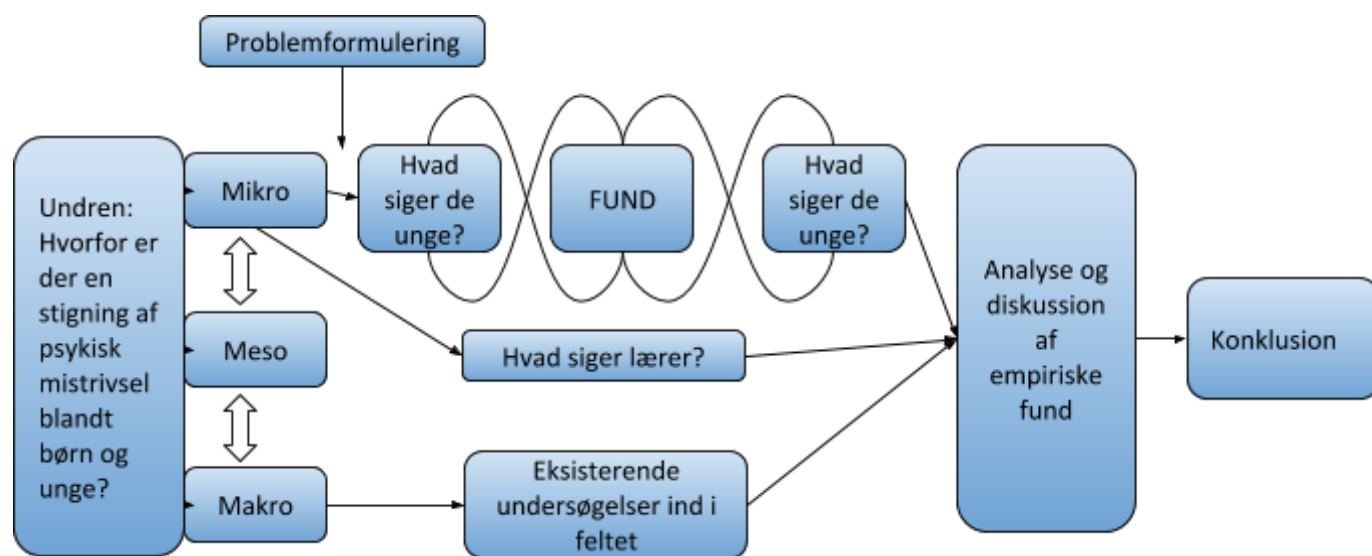 Problemformulering
Undren:
Hvorfor er
der en
stigning af
psykisk
mistrivsel
blandt
børn og
unge?
Mikro
Meso
Makro
Hvad
siger de
unge?
FUND
Hvad
siger de
unge?
Hvad siger lærer?
Eksisterende
undersøgelser ind i
feltet
Analyse og
diskussion
af
empiriske
fund
Konklusion